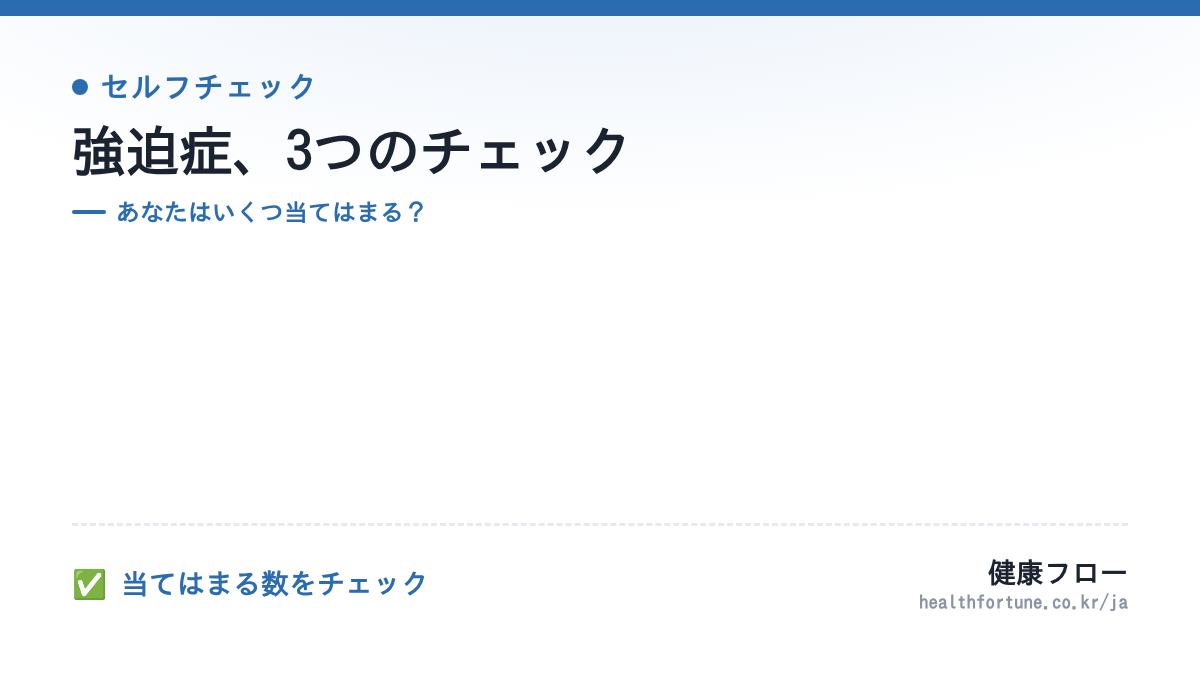 セルフチェック
強迫症、3つのチェック
あなたはいくつ当てはまる？
✅ 当てはまる数をチェック
健康フロー
healthfortune.co.kr/ja